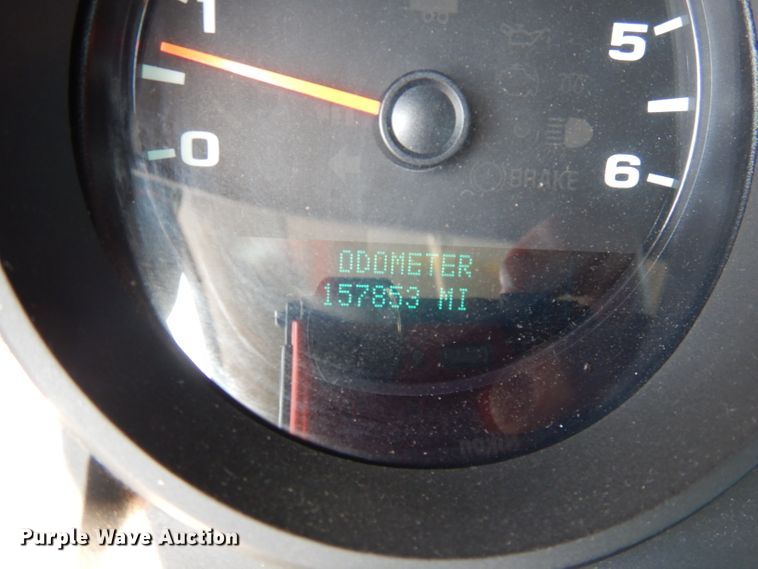 1
5
0
6
BRAKE
ODOMETER
157853 MI
Purple Wave Auction